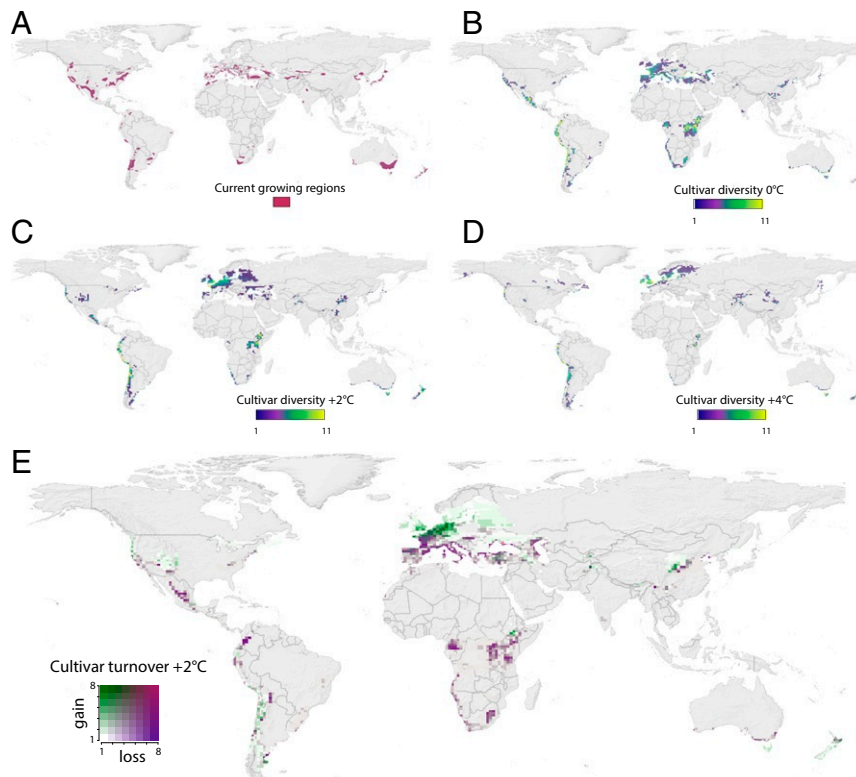 A
B
Current growing regions
Cultivar diversity 0°C
1 11
C
D
Cultivar diversity +2°C
1 11
Cultivar diversity +4°C
1 11
E
Cultivar turnover +2°C
8
gain
1
1 8
loss